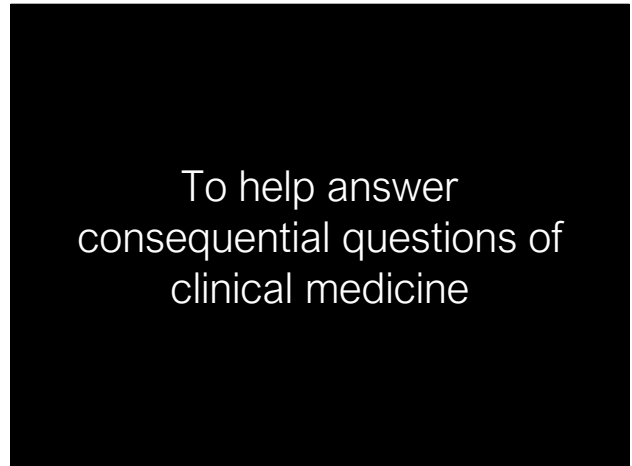 To help answer
consequential questions of
clinical medicine